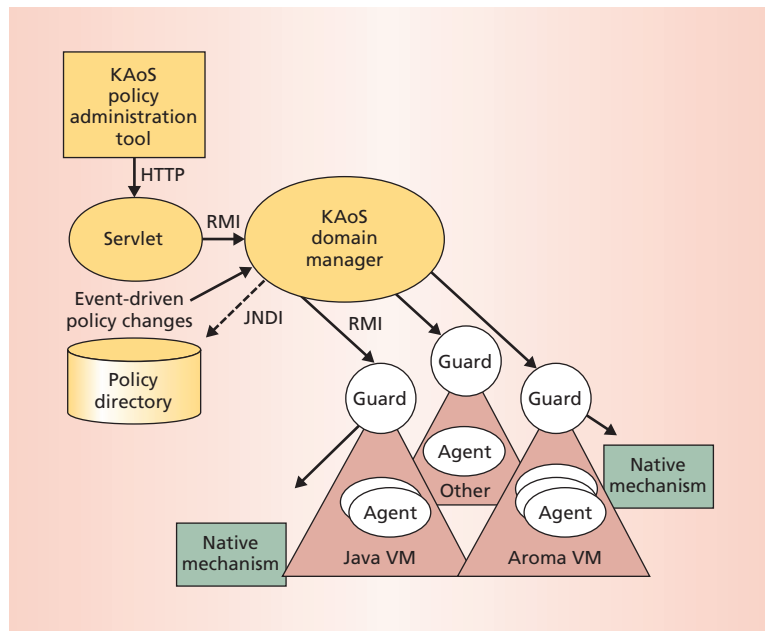 KAoS
policy
administration
tool
HTTP
RMI
Servlet
KAoS
domain
manager
Event-driven
policy changes
JNDI
RMI
Policy
directory
Guard
Guard
Guard
Agent
Other
Native
mechanism
Agent
Agent
Native
mechanism
Java VM
Aroma VM